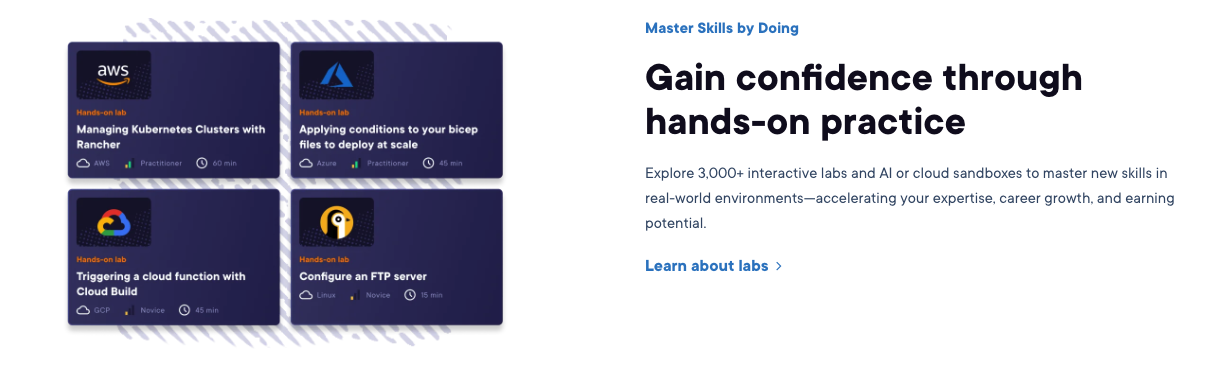 aws
Hands-on lab
Managing Kubernetes Clusters with
Rancher
AWS Practitioner 60 min
Hands-on lab
Applying conditions to your bicep
files to deploy at scale
Azure Practitioner 45 min
Hands-on lab
Triggering a cloud function with
Cloud Build
GCP Novice 45 min
Hands-on lab
Configure an FTP server
Linux Novice 15 min
Master Skills by Doing
Gain confidence through
hands-on practice
Explore 3,000+ interactive labs and AI or cloud sandboxes to master new skills in
real-world environments—accelerating your expertise, career growth, and earning
potential.
Learn about labs